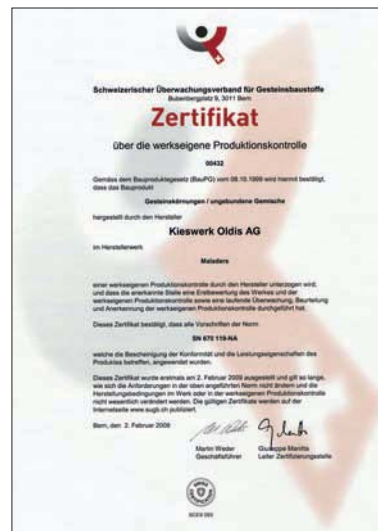 Schweizerischer Überwachungsverband für Gesteinsbaustoffe
Bubenbergplatz 9, 3011 Bern
Zertifikat
über die werkseigene Produktionskontrolle
00432
Gemäss dem Bauproduktegesetz (BauPG) vom 08.10.1999 wird hiermit bestätigt,
dass das Bauprodukt
Gesteinskörnungen / ungebundene Gemische
hergestellt durch den Hersteller
Kieswerk Oldis AG
im Herstellerwerk
Maladers
einer werkseigenen Produktionskontrolle durch den Hersteller unterzogen wird,
und dass die anerkannte Stelle eine Erstbewertung des Werkes und der
werkseigenen Produktionskontrolle sowie eine laufende Überwachung, Beurteilung
und Anerkennung der werkseigenen Produktionskontrolle durchgeführt hat.
Dieses Zertifikat bestätigt, dass alle Vorschriften der Norm
SN 670 119-NA
welche die Bescheinigung der Konformität und die Leistungseigenschaften des
Produktes betreffen, angewendet wurden.
Dieses Zertifikat wurde erstmals am 2. Februar 2009 ausgestellt und gilt so lange,
wie sich die Anforderungen in der oben angeführten Norm nicht ändern und die
Herstellungsbedingungen im Werk oder in der werkseigenen Produktionskontrolle
nicht wesentlich verändert werden. Die gültigen Zertifikate werden auf der
Internetseite www.sugb.ch publiziert.
Bern, den 2. Februar 2009
Martin Weder Giuseppe Manitta
Geschäftsführer Leiter Zertifizierungsstelle